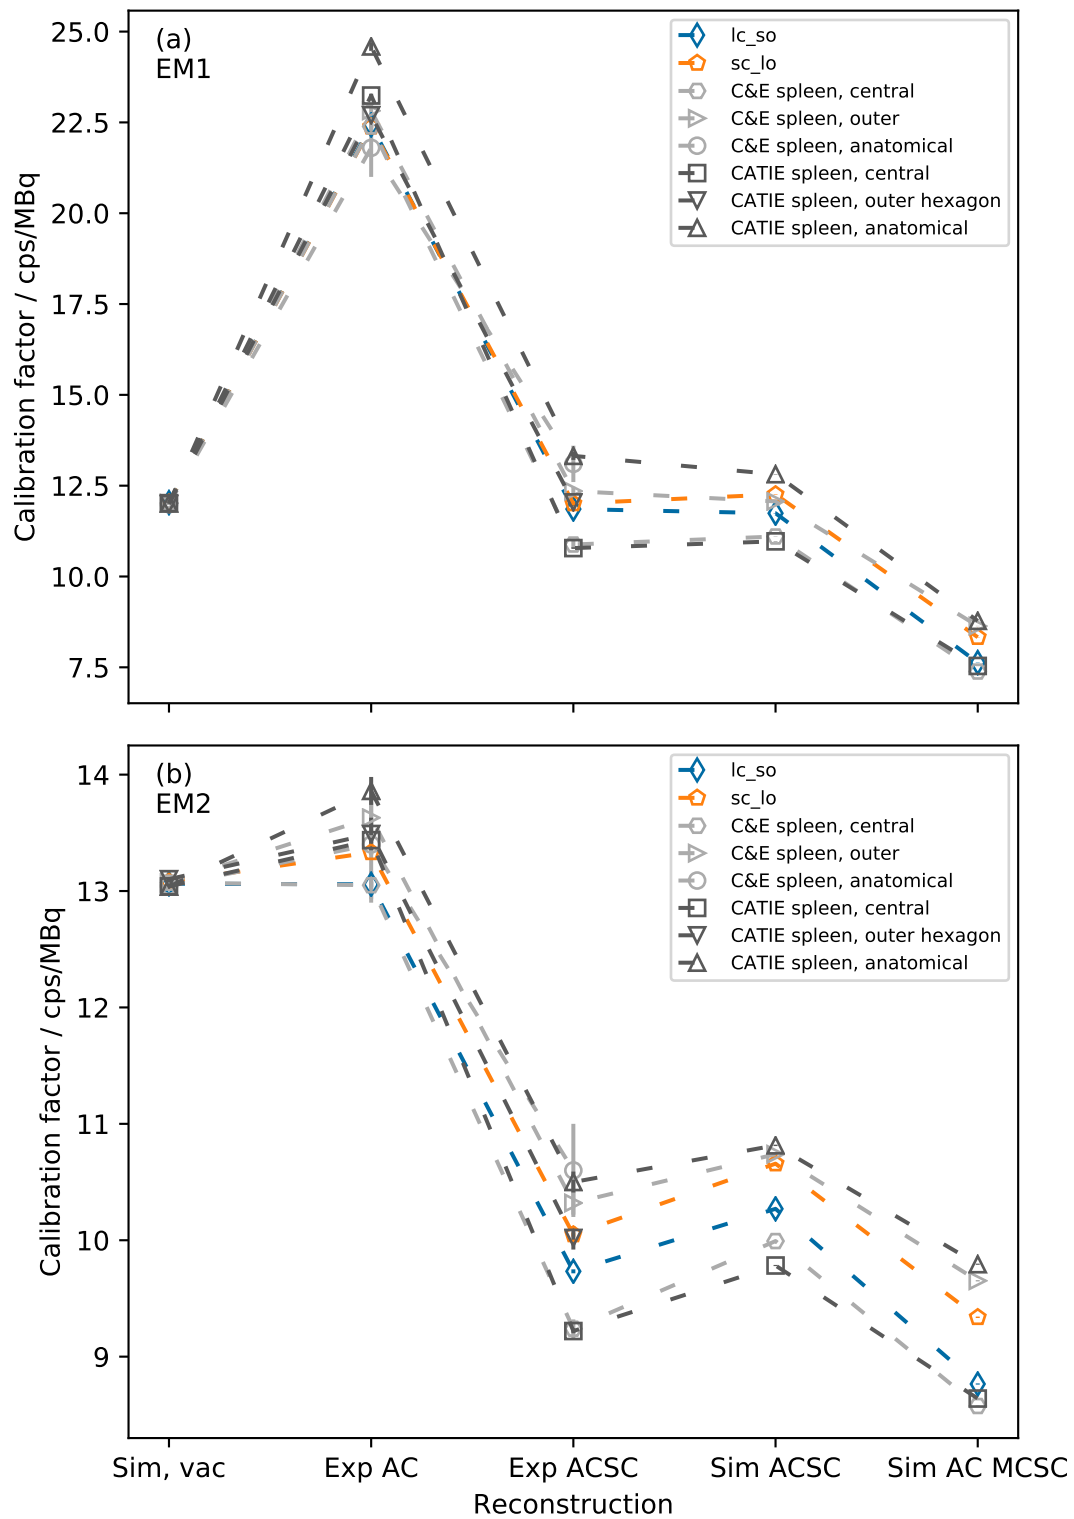 (a)
EM1
25.0
22.5
20.0
17.5
15.0
12.5
10.0
7.5
Calibration factor / cps/MBq
lc_so
sc_lo
C&E spleen, central
C&E spleen, outer
C&E spleen, anatomical
CATIE spleen, central
CATIE spleen, outer hexagon
CATIE spleen, anatomical
(b)
EM2
14
13
12
11
10
9
Calibration factor / cps/MBq
lc_so
sc_lo
C&E spleen, central
C&E spleen, outer
C&E spleen, anatomical
CATIE spleen, central
CATIE spleen, outer hexagon
CATIE spleen, anatomical
Sim, vac Exp AC Exp ACSC Sim ACSC Sim AC MCSC
Reconstruction